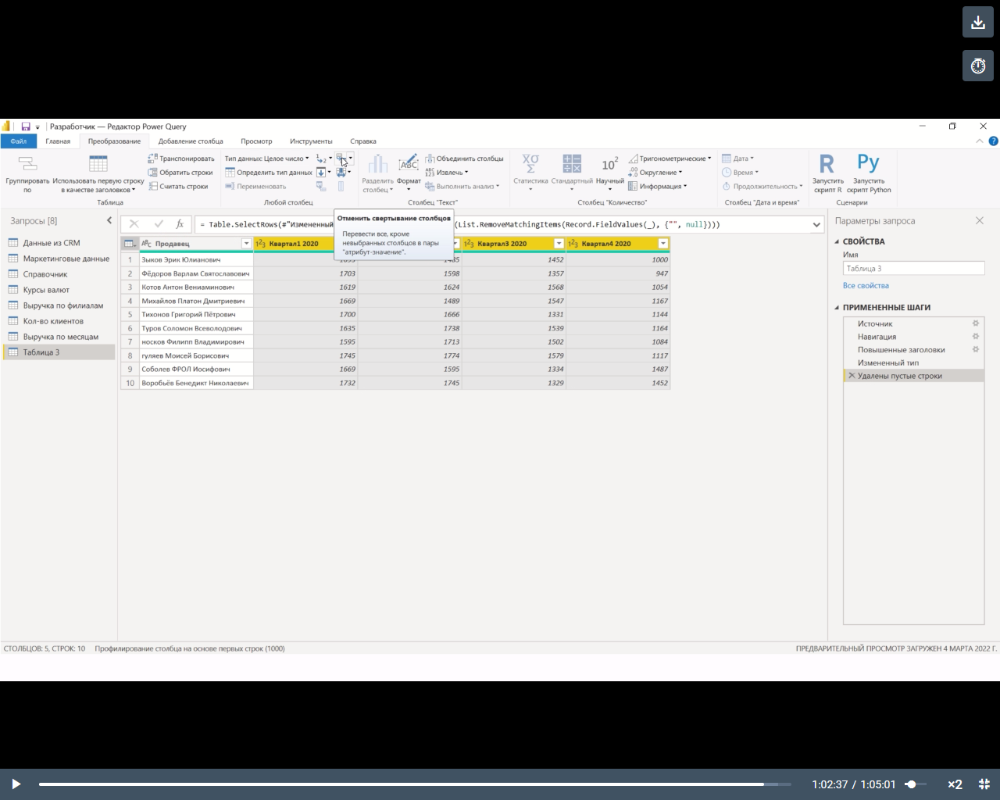 Разработчик — Редактор Power Query
Файл Главная Преобразование Добавление столбца Просмотр Инструменты Справка
Группировать по
Использовать первую строку в качестве заголовков
Транспонировать
Обратить строки
Считать строки
Таблица
Тип данных: Целое число
Определить тип данных
Переименовать
Любой столбец
Разделить столбец
Формат
Объединить столбцы
Извлечь
Выполнить анализ
Столбец "Текст"
Статистика
Стандартный
Научный
Тригонометрические
Округление
Информация
Столбец "Количество"
Дата
Время
Продолжительность
Столбец "Дата и время"
Запустить скрипт R
Запустить скрипт Python
Сценарии
Запросы [8]
Данные из CRM
Маркетинговые данные
Справочник
Курсы валют
Выручка по филиалам
Кол-во клиентов
Выручка по месяцам
Таблица 3
= Table.SelectRows(#"Измененный (List.RemoveMatchingItems(Record.FieldValues(_), {"", null})))
Отменить свертывание столбцов
Перевести все, кроме
невыбранных столбцов в пары
"атрибут-значение".
Продавец Квартал1 2020 Квартал3 2020 Квартал4 2020
1 Зыков Эрик Юлианович 1452 1000
2 Фёдоров Варлам Святославович 1703 1598 1357 947
3 Котов Антон Вениаминович 1619 1624 1568 1054
4 Михайлов Платон Дмитриевич 1669 1489 1547 1167
5 Тихонов Григорий Пётрович 1700 1666 1331 1144
6 Туров Соломон Всеволодович 1635 1738 1539 1164
7 носков Филипп Владимирович 1595 1713 1502 1084
8 гуляев Моисей Борисович 1745 1774 1579 1117
9 Соболев ФРОЛ Иосифович 1669 1595 1334 1487
10 Воробьёв Бенедикт Николаевич 1732 1745 1329 1452
Параметры запроса
СВОЙСТВА
Имя
Таблица 3
Все свойства
ПРИМЕНЕННЫЕ ШАГИ
Источник
Навигация
Повышенные заголовки
Измененный тип
Удалены пустые строки
СТОЛБЦОВ: 5, СТРОК: 10 Профилирование столбца на основе первых строк (1000)
ПРЕДВАРИТЕЛЬНЫЙ ПРОСМОТР ЗАГРУЖЕН 4 МАРТА 2022 Г.
1:02:37 / 1:05:01 ×2